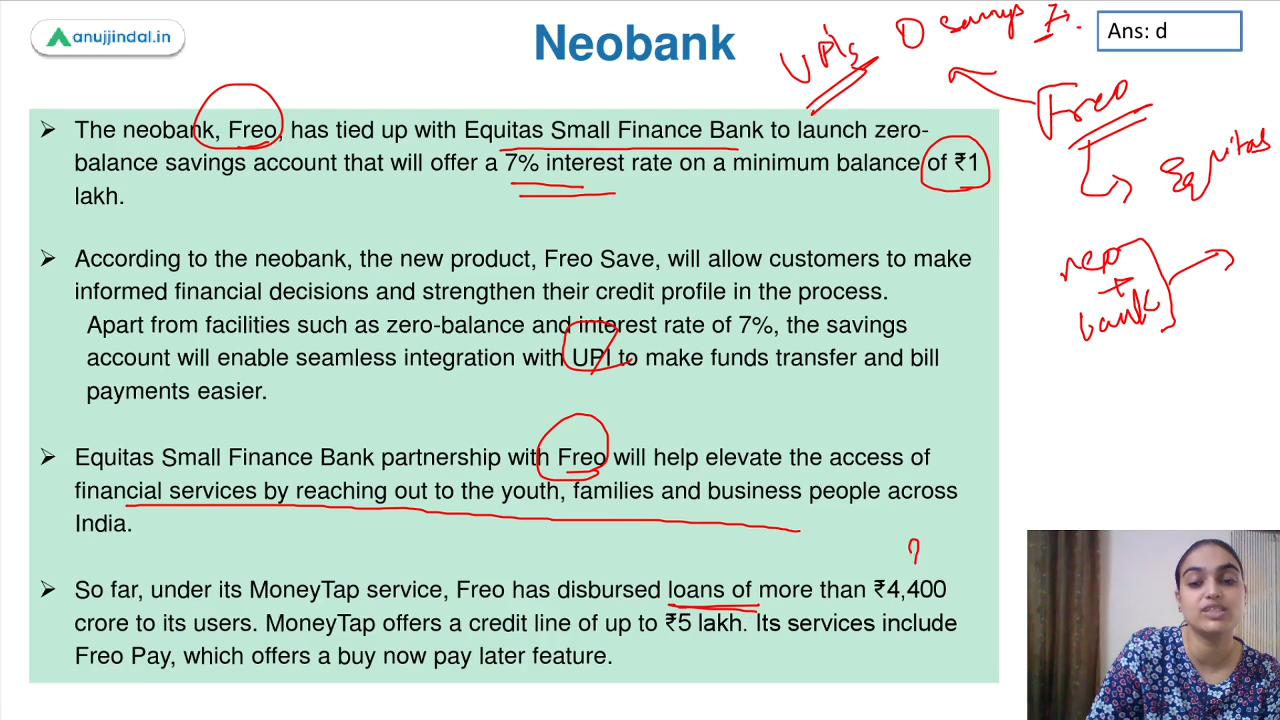 anujjindal.in
Neobank
UPIs
Ans: d
Freo
Equitas
neo
+
bank
➤ The neobank, Freo, has tied up with Equitas Small Finance Bank to launch zero-
balance savings account that will offer a 7% interest rate on a minimum balance of ₹1
lakh.
➤ According to the neobank, the new product, Freo Save, will allow customers to make
informed financial decisions and strengthen their credit profile in the process.
Apart from facilities such as zero-balance and interest rate of 7%, the savings
account will enable seamless integration with UPI to make funds transfer and bill
payments easier.
➤ Equitas Small Finance Bank partnership with Freo will help elevate the access of
financial services by reaching out to the youth, families and business people across
India.
➤ So far, under its MoneyTap service, Freo has disbursed loans of more than ₹4,400
crore to its users. MoneyTap offers a credit line of up to ₹5 lakh. Its services include
Freo Pay, which offers a buy now pay later feature.